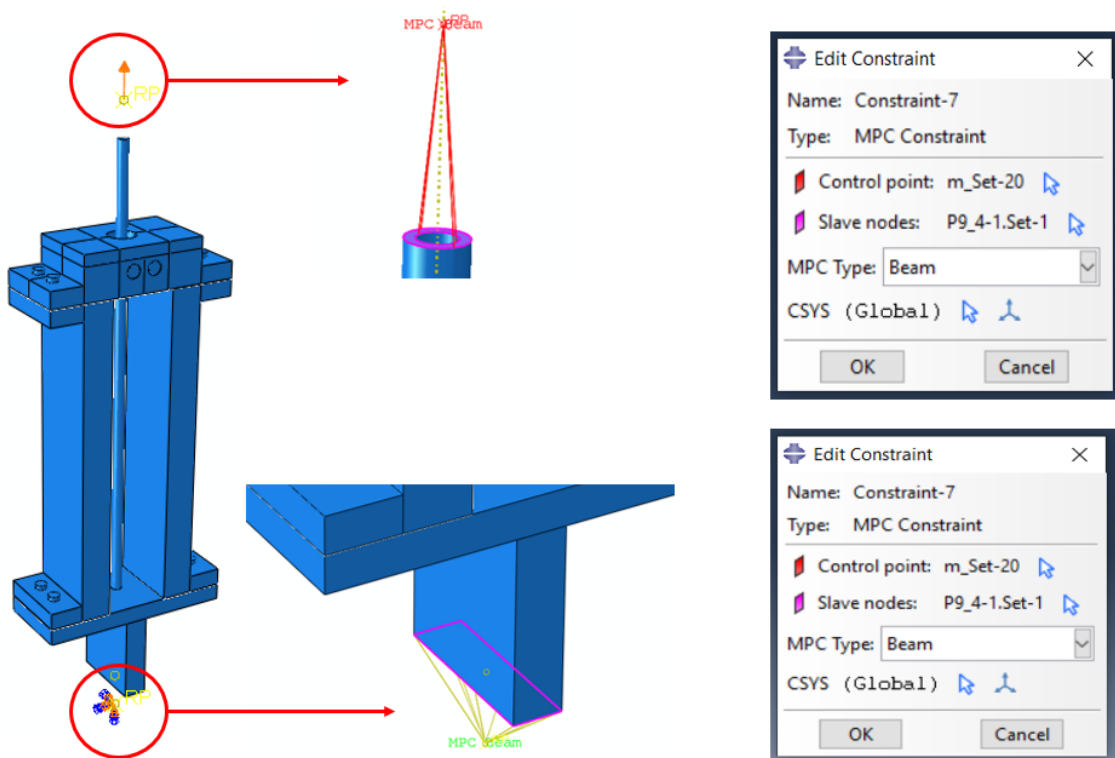 MPC Beam
RP
RP
Edit Constraint
Name: Constraint-7
Type: MPC Constraint
Control point: m_Set-20
Slave nodes: P9_4-1.Set-1
MPC Type: Beam
CSYS (Global)
OK Cancel
Edit Constraint
Name: Constraint-7
Type: MPC Constraint
Control point: m_Set-20
Slave nodes: P9_4-1.Set-1
MPC Type: Beam
CSYS (Global)
OK Cancel
RP
MPC Beam